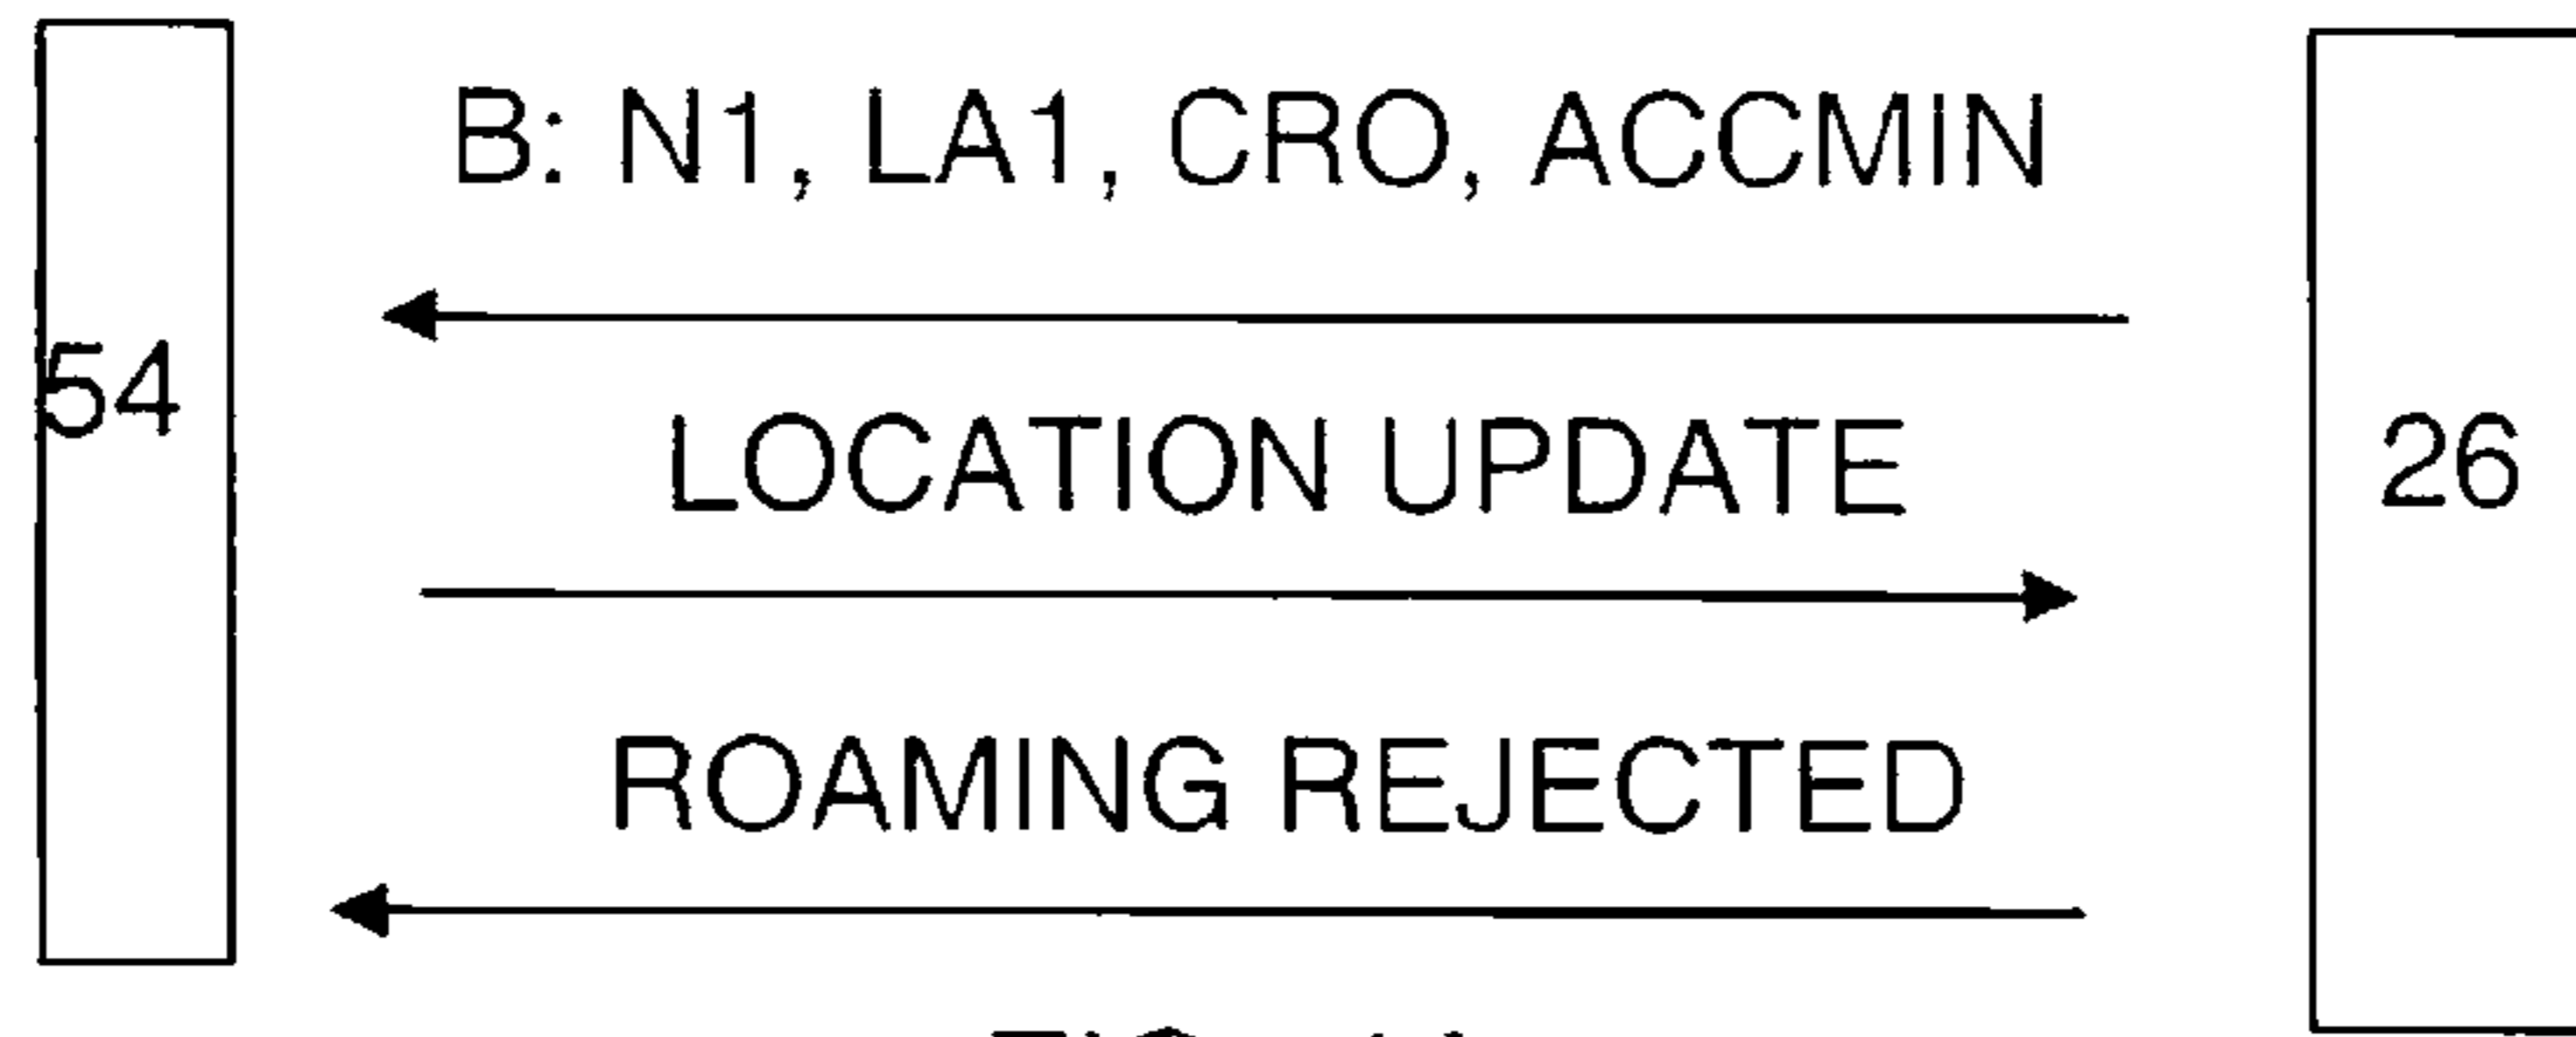 B: N1, LA1, CRO, ACCMIN
54
LOCATION UPDATE
26
ROAMING REJECTED